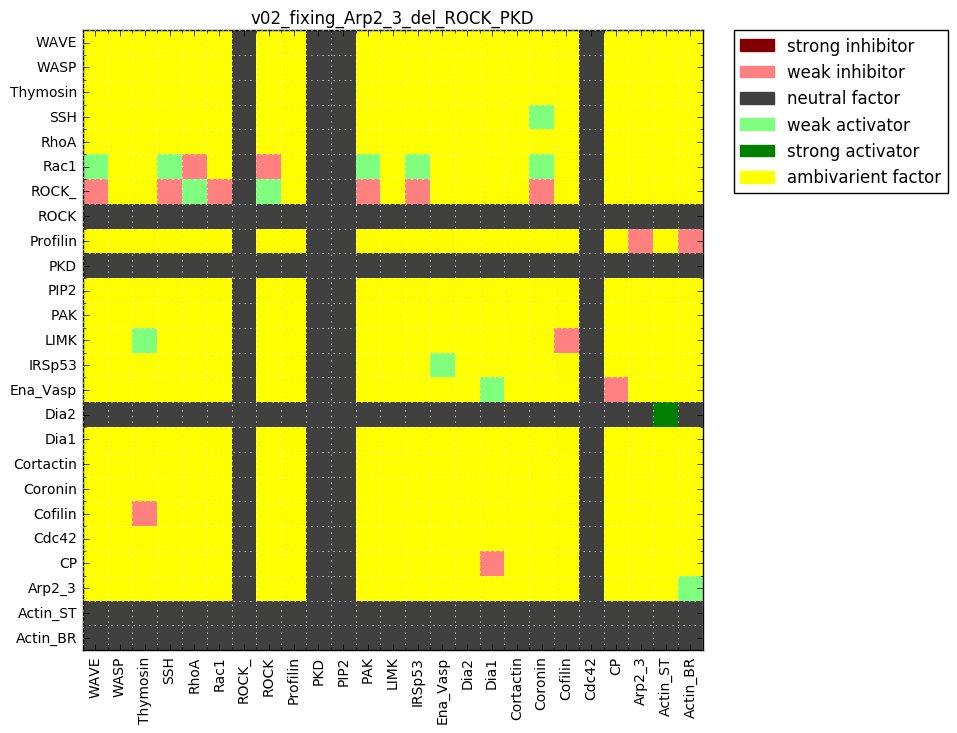 v02_fixing_Arp2_3_del_ROCK_PKD
WAVE
WASP
Thymosin
SSH
RhoA
Rac1
ROCK_
ROCK
Profilin
PKD
PIP2
PAK
LIMK
IRSp53
Ena_Vasp
Dia2
Dia1
Cortactin
Coronin
Cofilin
Cdc42
CP
Arp2_3
Actin_ST
Actin_BR
WAVE
WASP
Thymosin
SSH
RhoA
Rac1
ROCK_
ROCK
Profilin
PKD
PIP2
PAK
LIMK
IRSp53
Ena_Vasp
Dia2
Dia1
Cortactin
Coronin
Cofilin
Cdc42
CP
Arp2_3
Actin_ST
Actin_BR
strong inhibitor
weak inhibitor
neutral factor
weak activator
strong activator
ambivarient factor